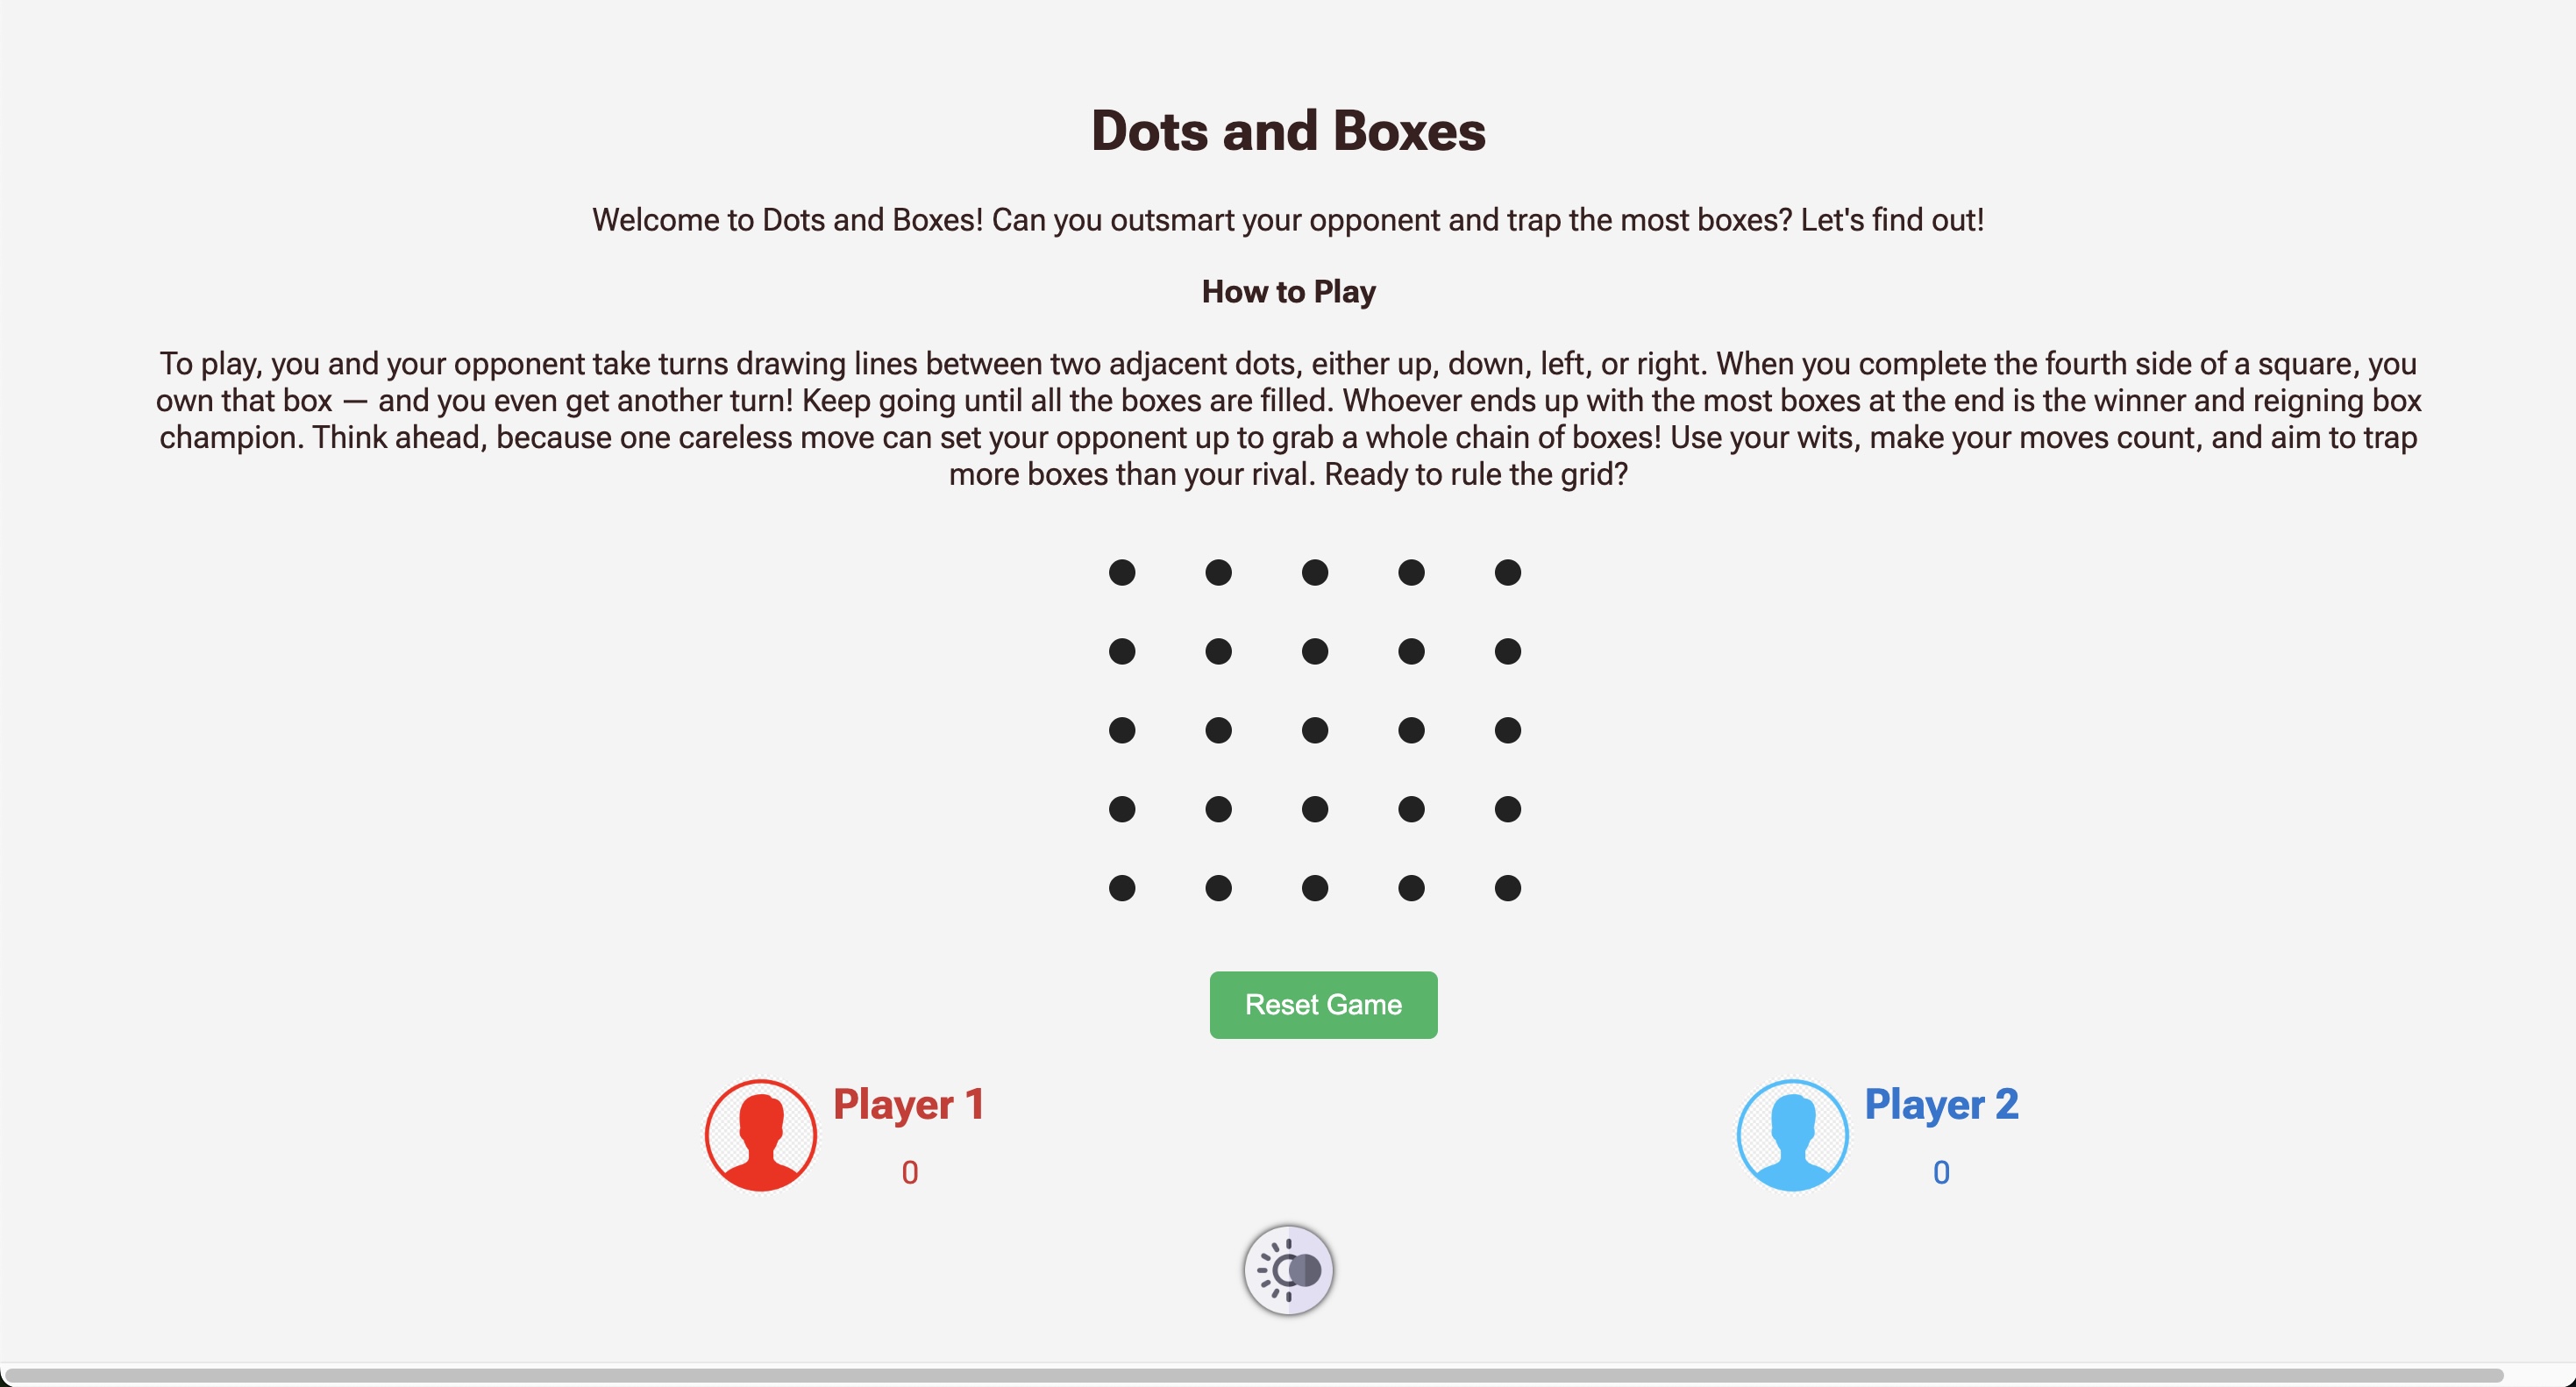 Dots and Boxes
Welcome to Dots and Boxes! Can you outsmart your opponent and trap the most boxes? Let's find out!
How to Play
To play, you and your opponent take turns drawing lines between two adjacent dots, either up, down, left, or right. When you complete the fourth side of a square, you
own that box — and you even get another turn! Keep going until all the boxes are filled. Whoever ends up with the most boxes at the end is the winner and reigning box
champion. Think ahead, because one careless move can set your opponent up to grab a whole chain of boxes! Use your wits, make your moves count, and aim to trap
more boxes than your rival. Ready to rule the grid?
Reset Game
Player 1
0
Player 2
0